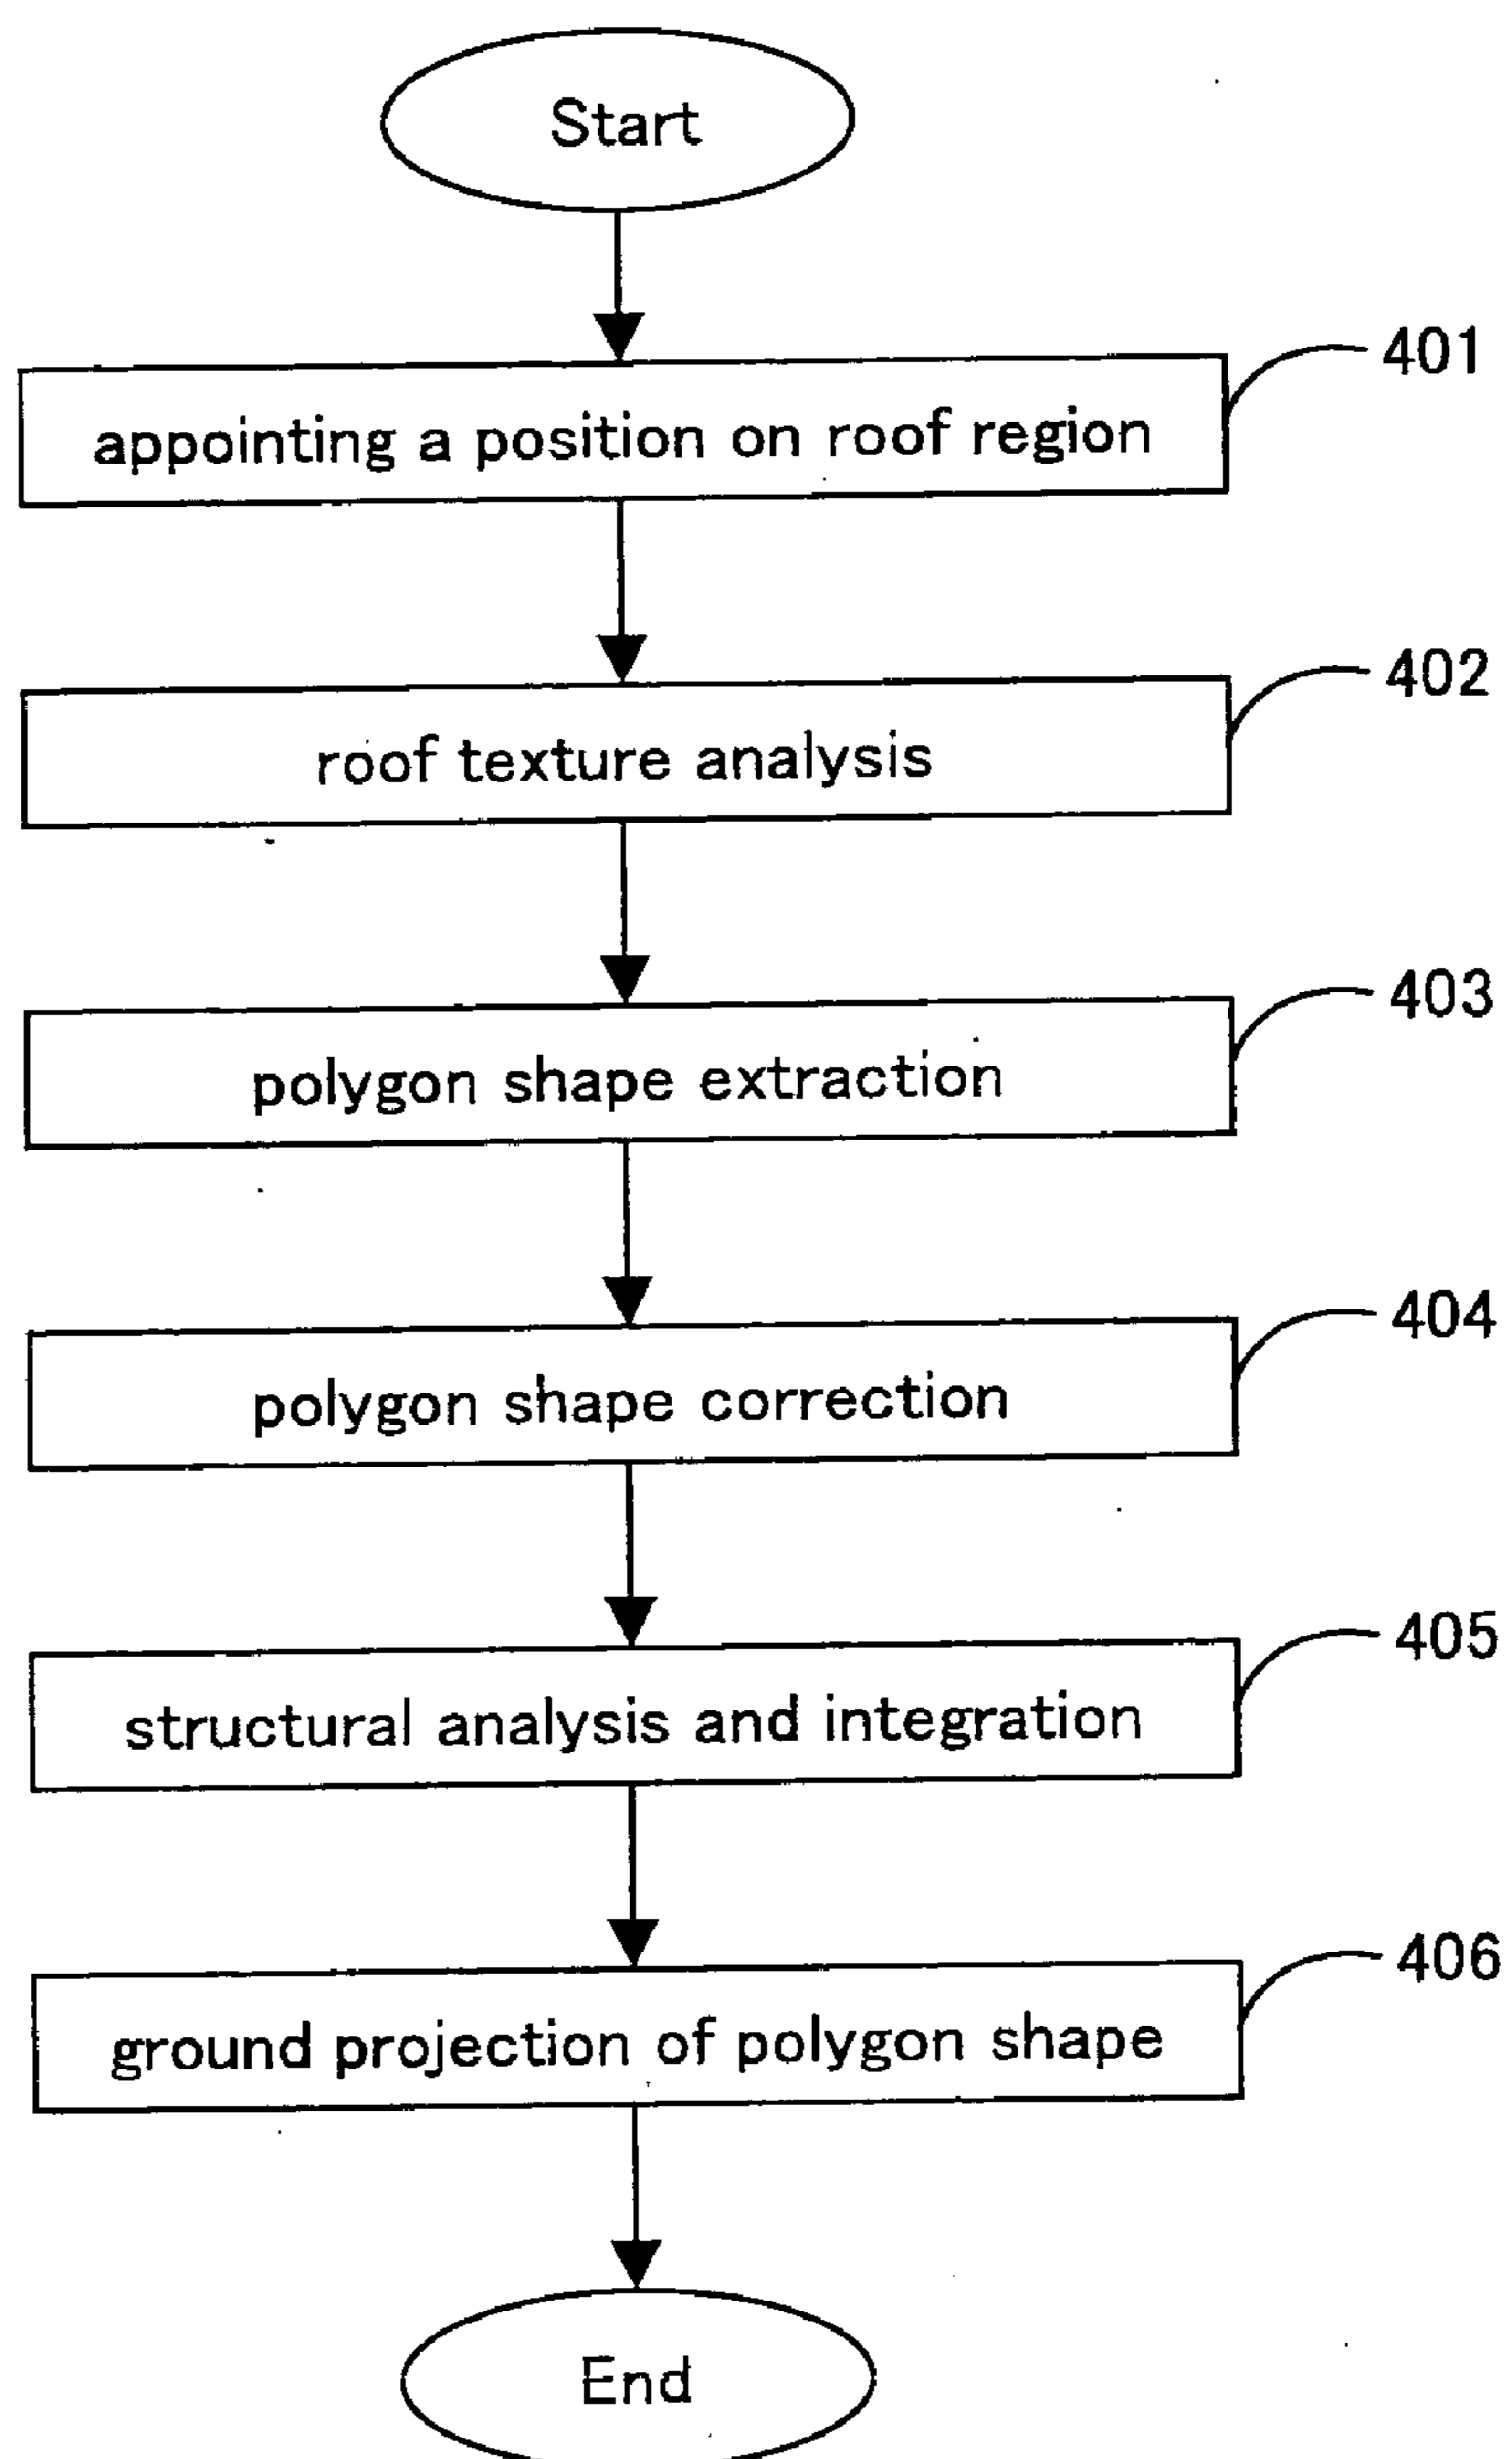 Start
appointing a position on roof region
401
roof texture analysis
402
polygon shape extraction
403
polygon shape correction
404
structural analysis and integration
405
ground projection of polygon shape
406
End